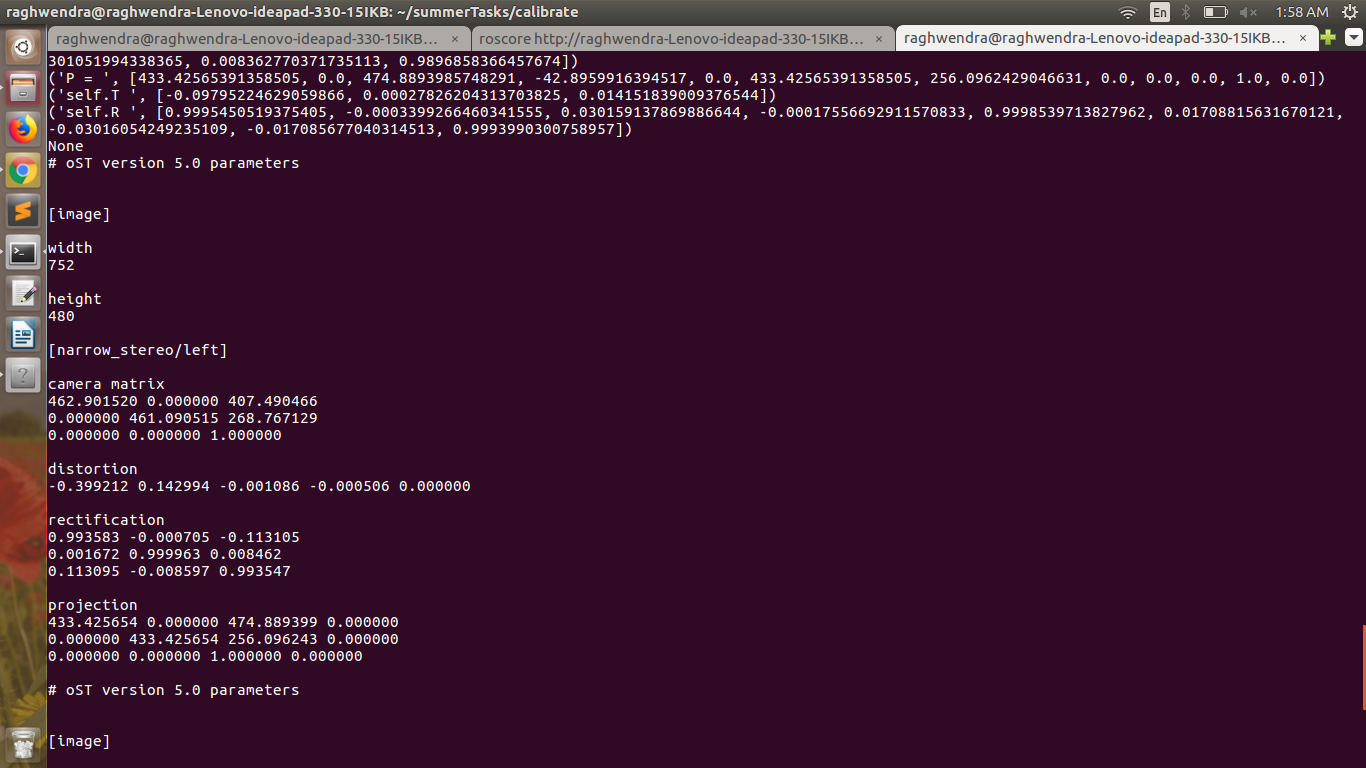 raghwendra@raghwendra-Lenovo-ideapad-330-15IKB: ~/summerTasks/calibrate
En
1:58 AM
raghwendra@raghwendra-Lenovo-ideapad-330-15IKB... ×
roscore http://raghwendra-Lenovo-ideapad-330-15IKB... ×
raghwendra@raghwendra-Lenovo-ideapad-330-15IKB... ×
301051994338365, 0.008362770371735113, 0.9896858366457674])
('P = ', [433.42565391358505, 0.0, 474.8893985748291, -42.8959916394517, 0.0, 433.42565391358505, 256.0962429046631, 0.0, 0.0, 0.0, 1.0, 0.0])
('self.T ', [-0.09795224629059866, 0.00027826204313703825, 0.014151839009376544])
('self.R ', [0.9995450519375405, -0.0003399266460341555, 0.030159137869886644, -0.00017556692911570833, 0.9998539713827962, 0.01708815631670121,
-0.03016054249235109, -0.017085677040314513, 0.9993990300758957])
None
# oST version 5.0 parameters
[image]
width
752
height
480
[narrow_stereo/left]
camera matrix
462.901520 0.000000 407.490466
0.000000 461.090515 268.767129
0.000000 0.000000 1.000000
distortion
-0.399212 0.142994 -0.001086 -0.000506 0.000000
rectification
0.993583 -0.000705 -0.113105
0.001672 0.999963 0.008462
0.113095 -0.008597 0.993547
projection
433.425654 0.000000 474.889399 0.000000
0.000000 433.425654 256.096243 0.000000
0.000000 0.000000 1.000000 0.000000
# oST version 5.0 parameters
[image]